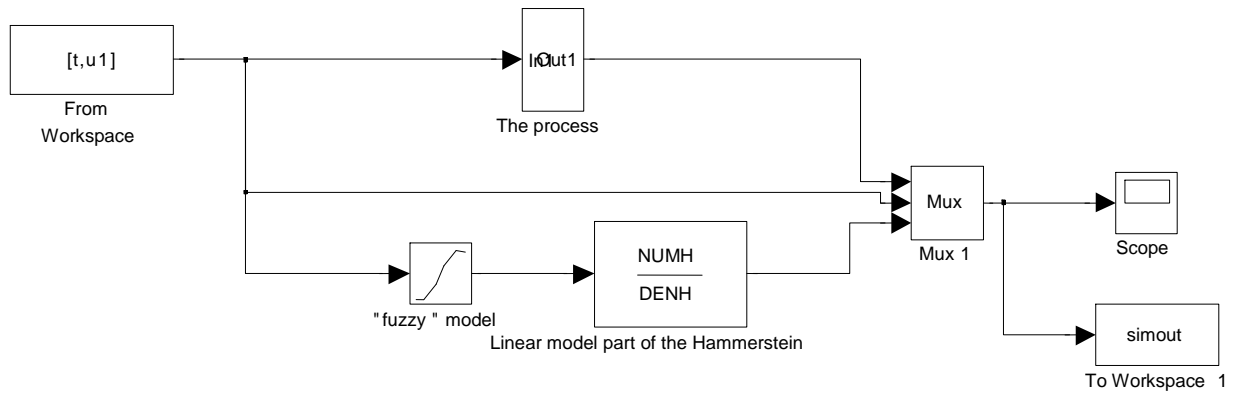 [t,u1]
From
Workspace
In1
Out1
The process
Mux
Mux 1
Scope
"fuzzy " model
NUMH
DENH
Linear model part of the Hammerstein
simout
To Workspace 1